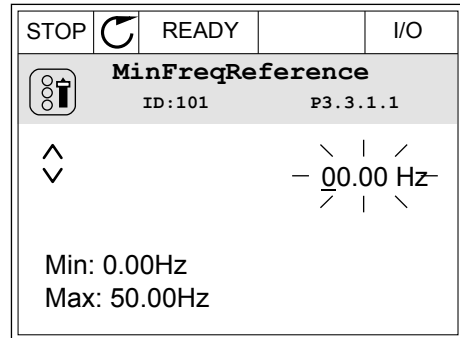 STOP READY I/O
MinFreqReference
ID:101 P3.3.1.1
00.00 Hz
Min: 0.00Hz
Max: 50.00Hz